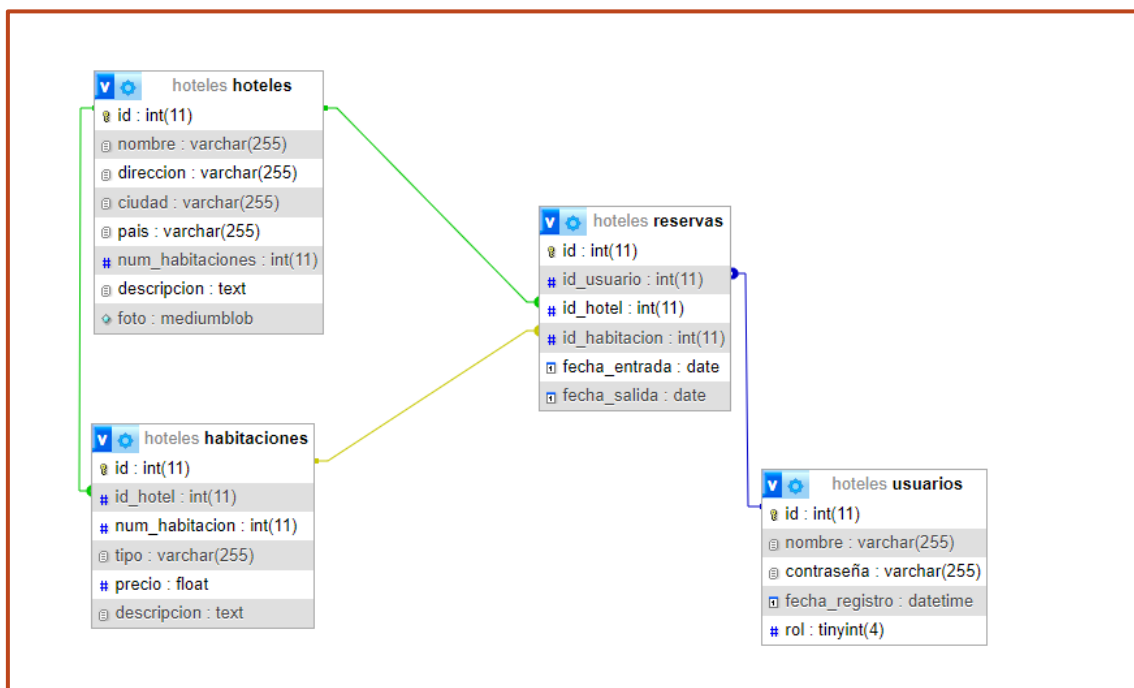 hoteles hoteles
id : int(11)
nombre : varchar(255)
direccion : varchar(255)
ciudad : varchar(255)
pais : varchar(255)
# num_habitaciones : int(11)
descripcion : text
foto : mediumblob
hoteles habitaciones
id : int(11)
# id_hotel : int(11)
# num_habitacion : int(11)
tipo : varchar(255)
# precio : float
descripcion : text
hoteles reservas
id : int(11)
# id_usuario : int(11)
# id_hotel : int(11)
# id_habitacion : int(11)
fecha_entrada : date
fecha_salida : date
hoteles usuarios
id : int(11)
nombre : varchar(255)
contraseña : varchar(255)
fecha_registro : datetime
# rol : tinyint(4)